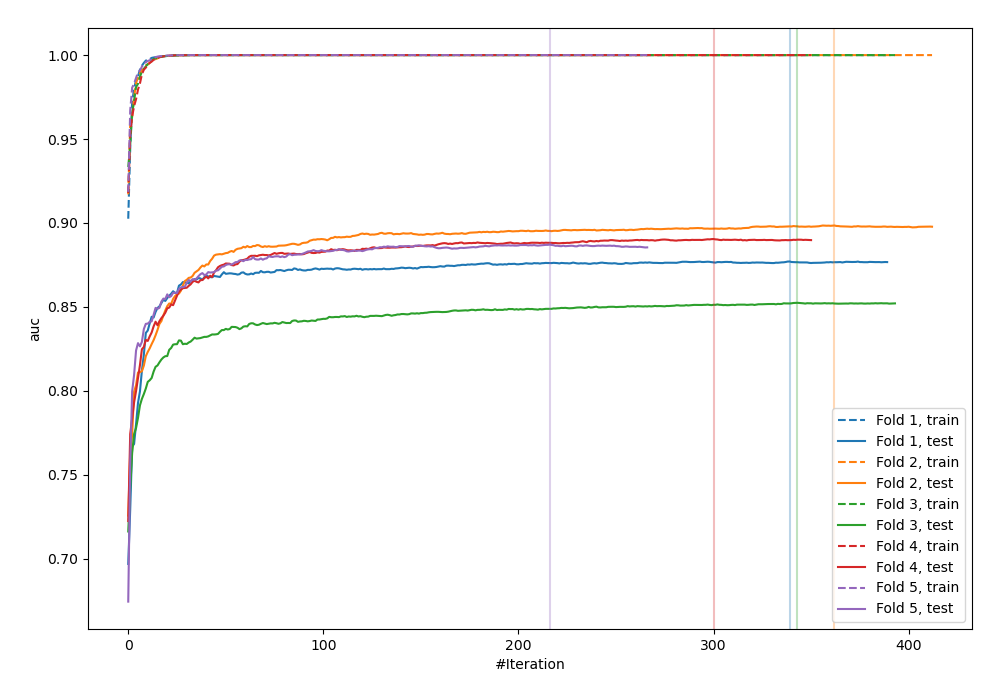 1.00
0.95
0.90
0.85
0.80
0.75
0.70
auc
0
100
200
300
400
#Iteration
Fold 1, train
Fold 1, test
Fold 2, train
Fold 2, test
Fold 3, train
Fold 3, test
Fold 4, train
Fold 4, test
Fold 5, train
Fold 5, test